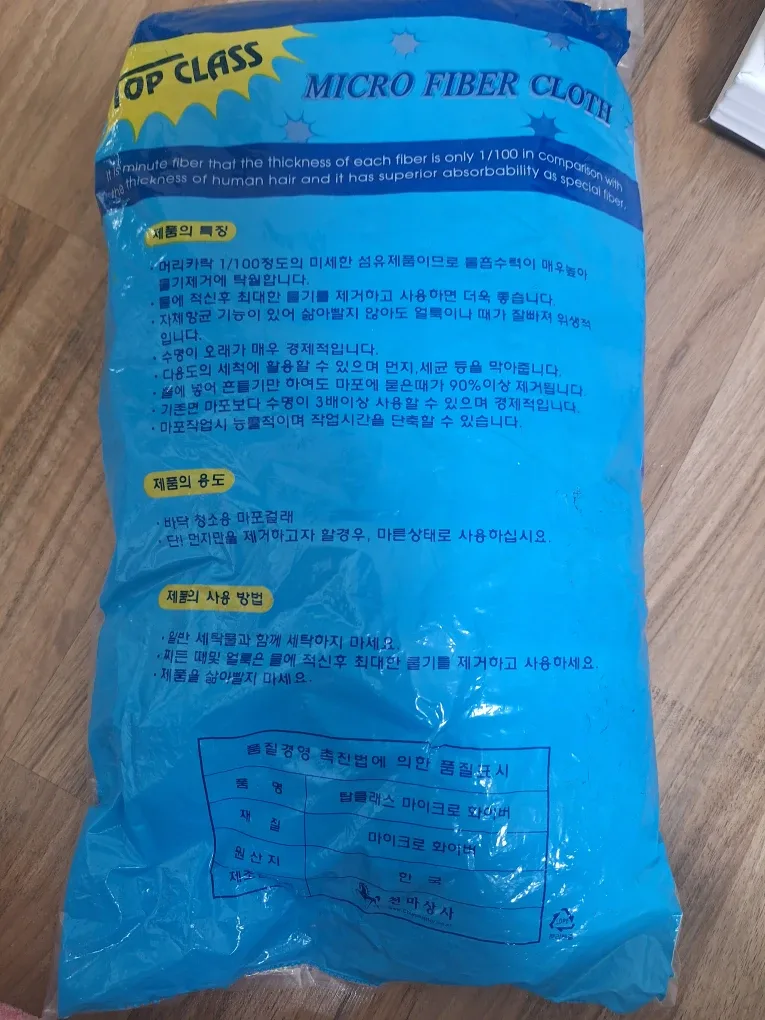 TOP CLASS
MICRO FIBER CLOTH
It is minute fiber that the thickness of each fiber is only 1/100 in comparison with
the thickness of human hair and it has superior absorbability as special fiber.
제품의 특징
· 머리카락 1/100정도의 미세한 섬유제품이므로 물흡수력이 매우높아
물기제거에 탁월합니다.
· 물에 적신후 최대한 물기를 제거하고 사용하면 더욱 좋습니다.
· 자체항균 기능이 있어 삶아빨지 않아도 얼룩이나 때가 잘빠져 위생적
입니다.
· 수명이 오래가 매우 경제적입니다.
· 다용도의 세척에 활용할 수 있으며 먼지,세균 등을 막아줍니다.
· 물에 넣어 흔들기만 하여도 마포에 묻은때가 90%이상 제거됩니다.
· 기존면 마포보다 수명이 3배이상 사용할 수 있으며 경제적입니다.
· 마포작업시 능률적이며 작업시간을 단축할 수 있습니다.
제품의 용도
· 바닥 청소용 마포걸레
· 단 먼지만을 제거하고자 할경우, 마른상태로 사용하십시요.
제품의 사용 방법
· 일반 세탁물과 함께 세탁하지 마세요.
· 찌든 때및 얼룩은 물에 적신후 최대한 물기를 제거하고 사용하세요.
· 제품을 삶아빨지 마세요.
품질경영 촉진법에 의한 품질표시
품 명 탑클래스 마이크로 화이버
재 질 마이크로 화이버
원산지 한 국
제조 천마상사